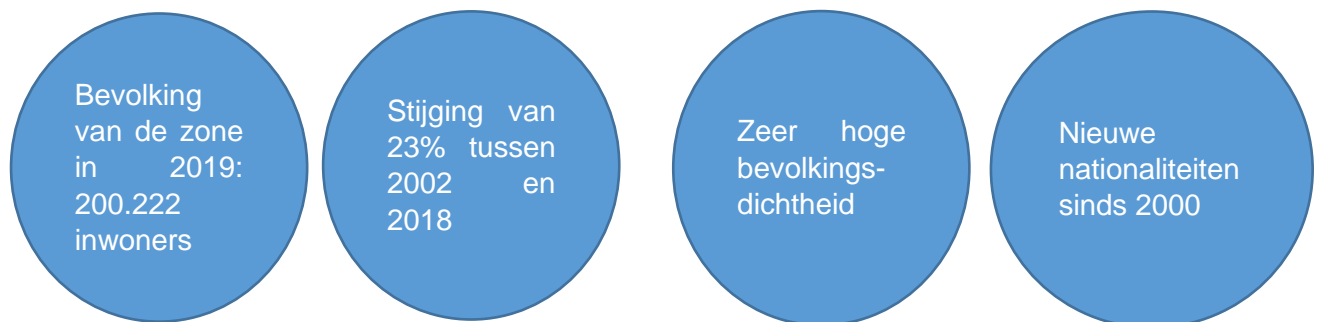 Bevolking
van de zone
in 2019:
200.222
inwoners
Stijging van
23% tussen
2002 en
2018
Zeer hoge
bevolkings-
dichtheid
Nieuwe
nationaliteiten
sinds 2000